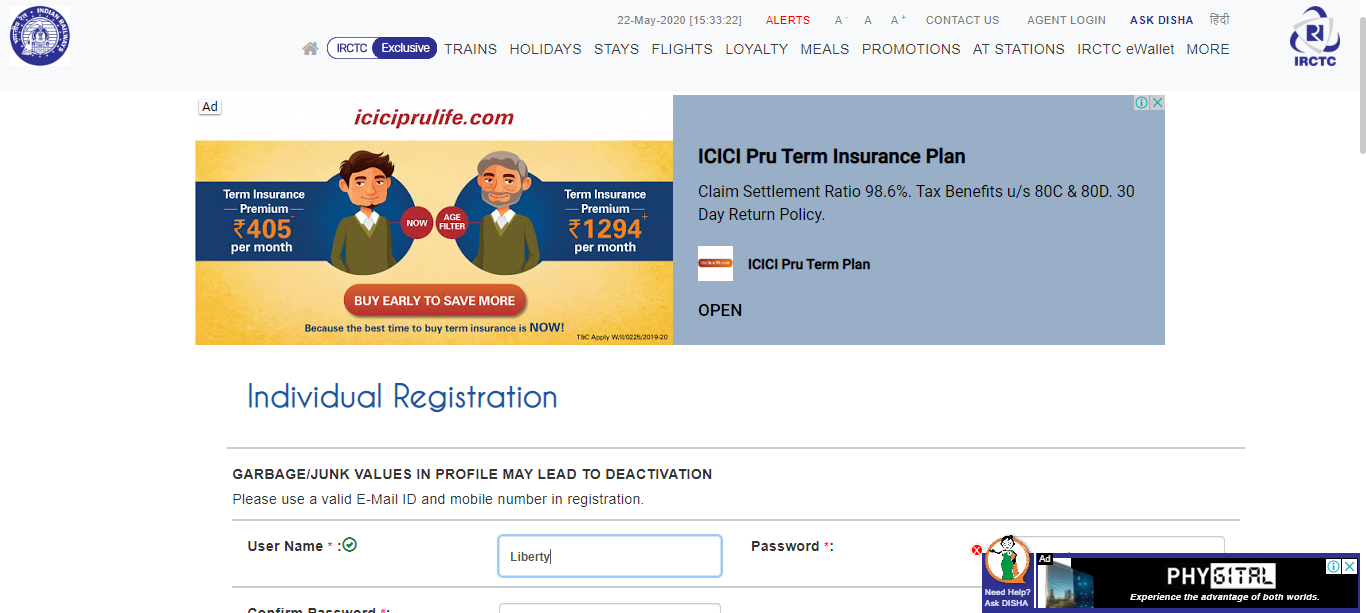 22-May-2020 [15:33:22] ALERTS A- A A+ CONTACT US AGENT LOGIN ASK DISHA हिंदी
IRCTC Exclusive TRAINS HOLIDAYS STAYS FLIGHTS LOYALTY MEALS PROMOTIONS AT STATIONS IRCTC eWallet MORE
INDIAN RAILWAYS
भारतीय रेल
IRCTC
Ad
iciciprulife.com
Term Insurance
Premium
₹405-
per month
NOW
AGE
FILTER
Term Insurance
Premium
₹1294+
per month
BUY EARLY TO SAVE MORE
Because the best time to buy term insurance is NOW!
T&C Apply W/II/0225/2019-20
ICICI Pru Term Insurance Plan
Claim Settlement Ratio 98.6%. Tax Benefits u/s 80C & 80D. 30
Day Return Policy.
ICICI Pru Term Plan
OPEN
Individual Registration
GARBAGE/JUNK VALUES IN PROFILE MAY LEAD TO DEACTIVATION
Please use a valid E-Mail ID and mobile number in registration.
User Name * : Liberty Password *:
Confirm Password *:
Need Help?
Ask DISHA
Ad
PHYGITAL
Experience the advantage of both worlds.